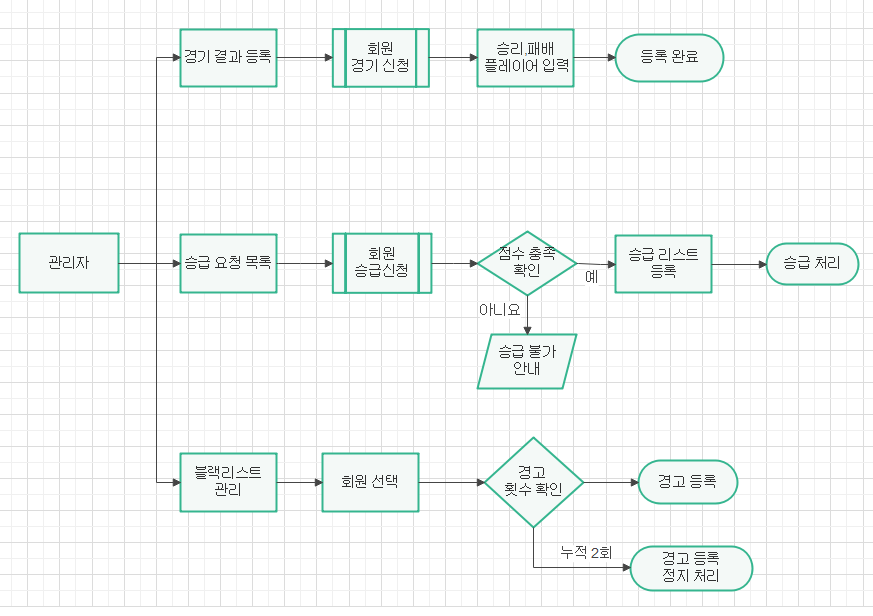 경기 결과 등록
회원
경기 신청
승리,패배
플레이어 입력
등록 완료
관리자
승급 요청 목록
회원
승급신청
점수 충족
확인
예
승급 리스트
등록
승급 처리
아니요
승급 불가
안내
블랙리스트
관리
회원 선택
경고
횟수 확인
경고 등록
누적 2회
경고 등록
정지 처리